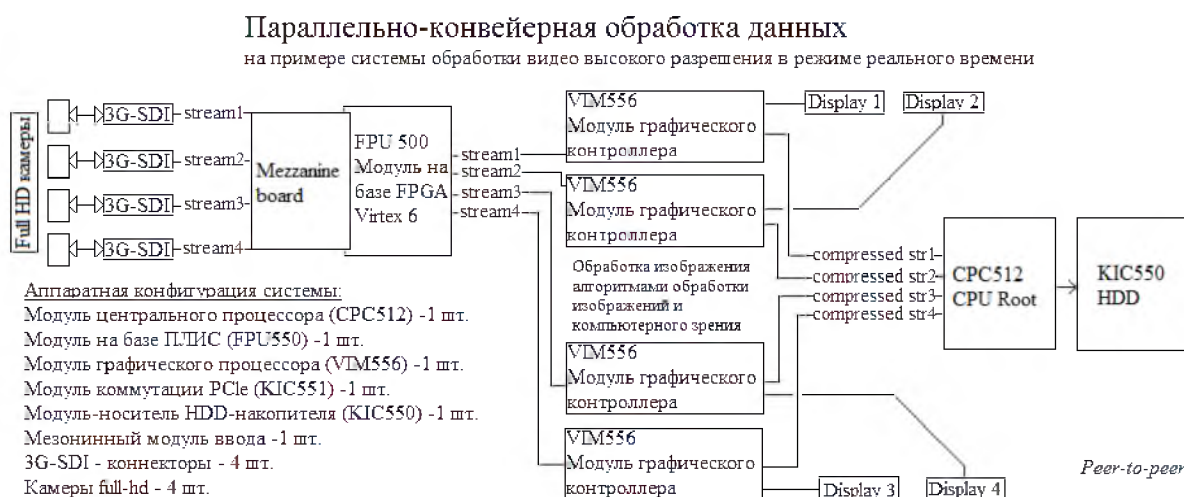 Параллельно-конвейерная обработка данных
на примере системы обработки видео высокого разрешения в режиме реального времени
Full HD камеры
3G-SDI
stream1
3G-SDI
stream2
3G-SDI
stream3
3G-SDI
stream4
Mezzanine
board
FPU 500
Модуль на
базе FPGA
Virtex 6
stream1
stream2
stream3
stream4
VIM556
Модуль графического
контроллера
Display 1
Display 2
VIM556
Модуль графического
контроллера
Обработка изображения
алгоритмами обработки
изображений и
компьютерного зрения
VIM556
Модуль графического
контроллера
VIM556
Модуль графического
контроллера
Display 3
Display 4
compressed str1
compressed str2
compressed str3
compressed str4
CPC512
CPU Root
KIC550
HDD
Peer-to-peer
Аппаратная конфигурация системы:
Модуль центрального процессора (CPC512) -1 шт.
Модуль на базе ПЛИС (FPU550) -1 шт.
Модуль графического процессора (VIM556) -1 шт.
Модуль коммутации PCIe (KIC551) -1 шт.
Модуль-носитель HDD-накопителя (KIC550) -1 шт.
Мезонинный модуль ввода -1 шт.
3G-SDI - коннекторы - 4 шт.
Камеры full-hd - 4 шт.